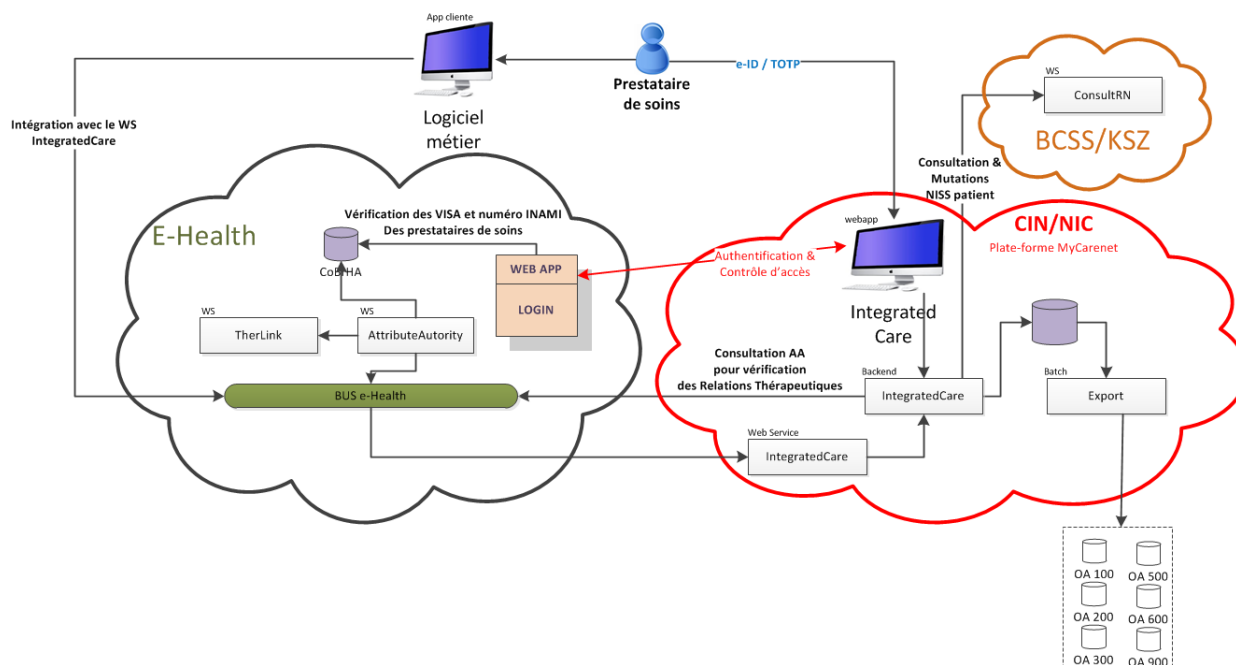 App cliente
Logiciel
métier
Prestataire
de soins
e-ID / TOTP
WS
ConsultRN
BCSS/KSZ
Intégration avec le WS
IntegratedCare
Consultation &
Mutations
NISS patient
E-Health
Vérification des VISA et numéro INAMI
Des prestataires de soins
CoBrHA
WEB APP
LOGIN
Authentification &
Contrôle d'accès
webapp
Integrated
Care
CIN/NIC
Plate-forme MyCarenet
WS
TherLink
WS
AttributeAutority
BUS e-Health
Consultation AA
pour vérification
des Relations Thérapeutiques
Backend
IntegratedCare
Batch
Export
Web Service
IntegratedCare
OA 100
OA 500
OA 200
OA 600
OA 300
OA 900